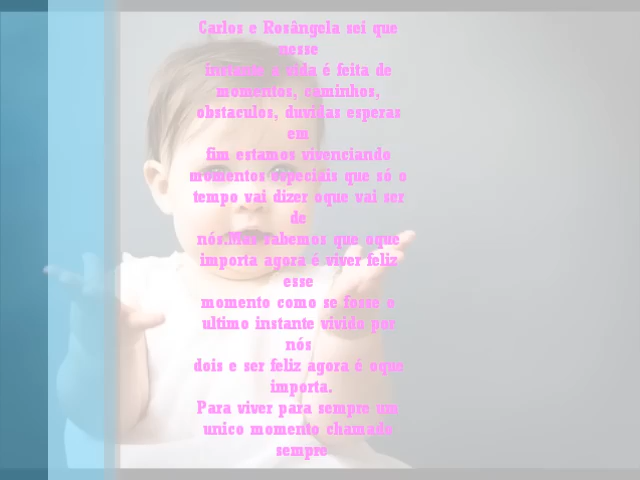 Carlos e Rosângela sei que
nesse
instante a vida é feita de
momentos, caminhos,
obstaculos, duvidas esperas
em
fim estamos vivenciando
momentos especiais que só o
tempo vai dizer oque vai ser
de
nós.Mas sabemos que oque
importa agora é viver feliz
esse
momento como se fosse o
ultimo instante vivido por
nós
dois e ser feliz agora é oque
importa.
Para viver para sempre um
unico momento chamado
sempre